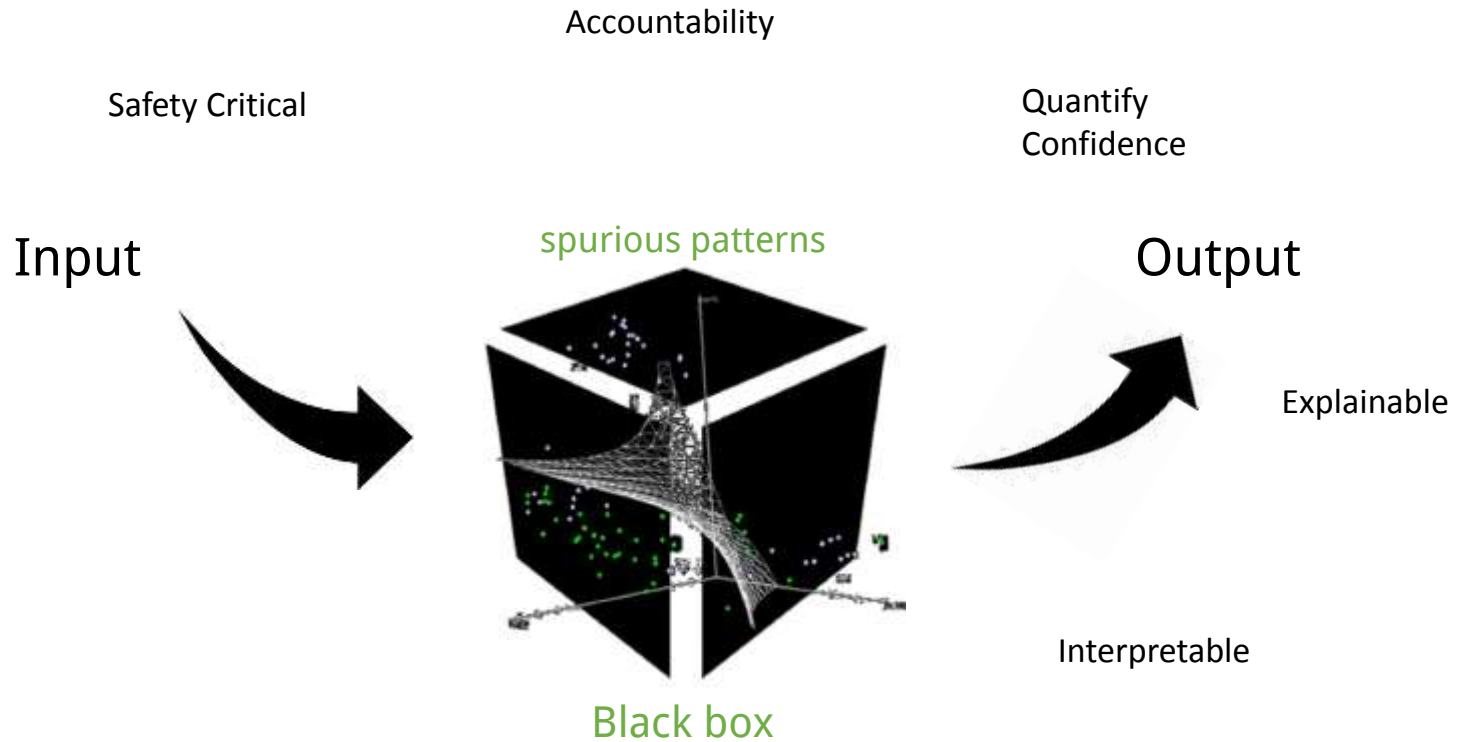 Accountability
Safety Critical
Quantify
Confidence
Input
spurious patterns
Output
Explainable
Interpretable
Black box